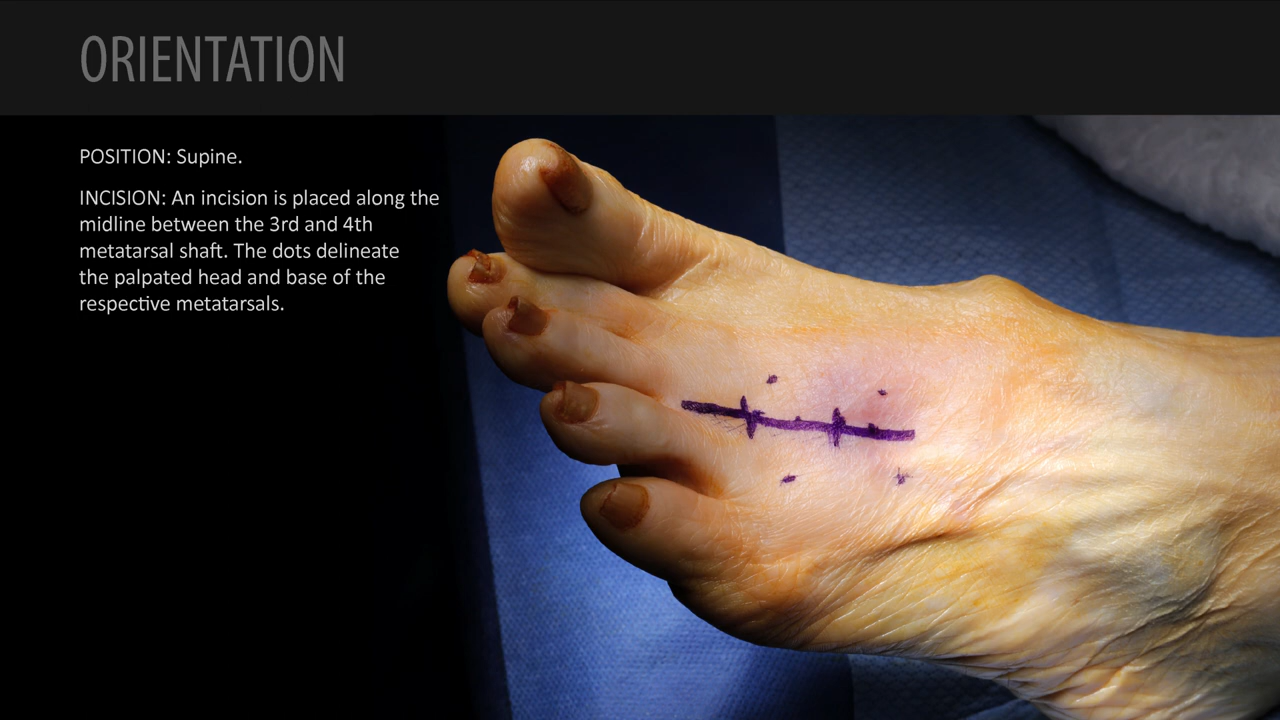 ORIENTATION
POSITION: Supine.
INCISION: An incision is placed along the
midline between the 3rd and 4th
metatarsal shaft. The dots delineate
the palpated head and base of the
respective metatarsals.